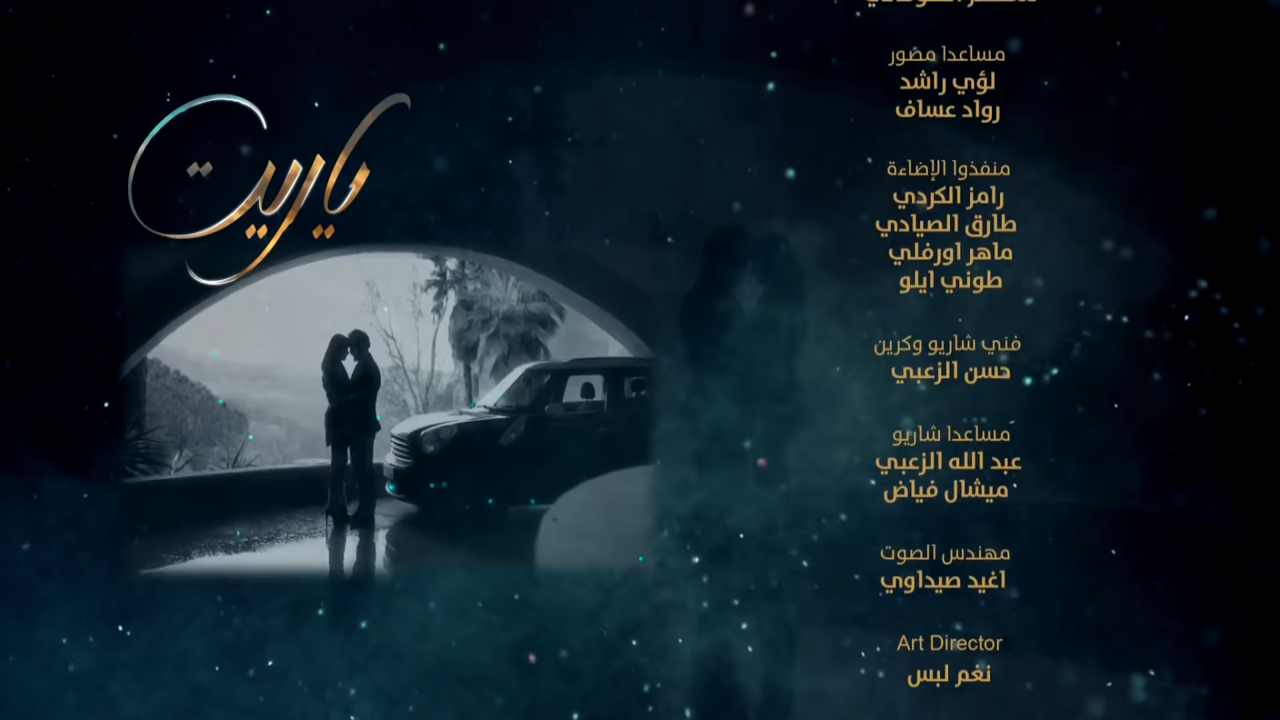 ياريت
مساعدا مصور
لؤي راشد
رواد عساف
منفذوا الإضاءة
رامز الكردي
طارق الصيادي
ماهر اورفلي
طوني ايلو
فني شاريو وكرين
حسن الزعبي
مساعدا شاريو
عبد الله الزعبي
ميشال فياض
مهندس الصوت
اغيد صيداوي
Art Director
نغم لبس